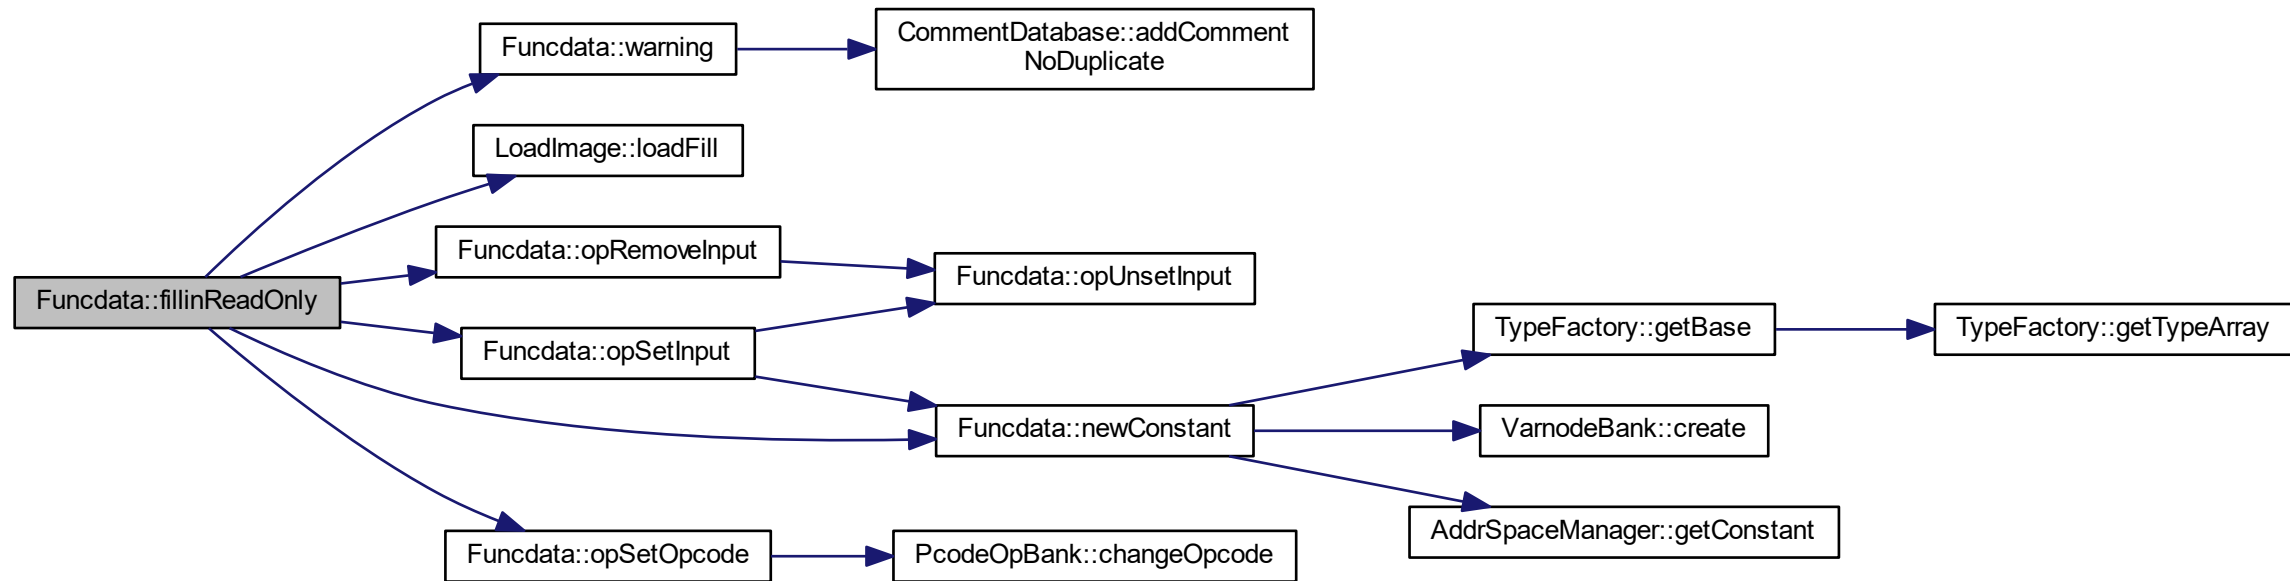 Funcdata::warning
CommentDatabase::addComment
NoDuplicate
LoadImage::loadFill
Funcdata::opRemoveInput
Funcdata::opUnsetInput
Funcdata::fillinReadOnly
Funcdata::opSetInput
TypeFactory::getBase
TypeFactory::getTypeArray
Funcdata::newConstant
VarnodeBank::create
AddrSpaceManager::getConstant
Funcdata::opSetOpcode
PcodeOpBank::changeOpcode